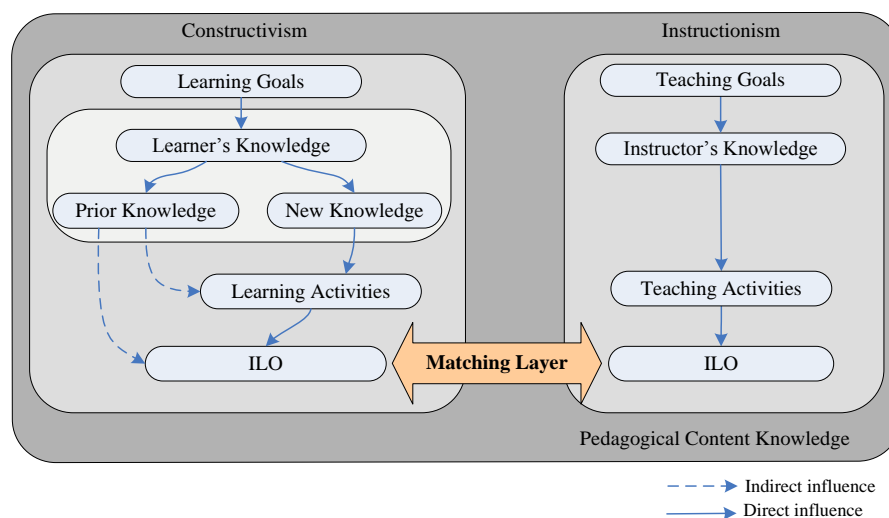 Constructivism
Instructionism
Learning Goals
Teaching Goals
Learner’s Knowledge
Instructor’s Knowledge
Prior Knowledge
New Knowledge
Learning Activities
Teaching Activities
ILO
Matching Layer
ILO
Pedagogical Content Knowledge
Indirect influence
Direct influence